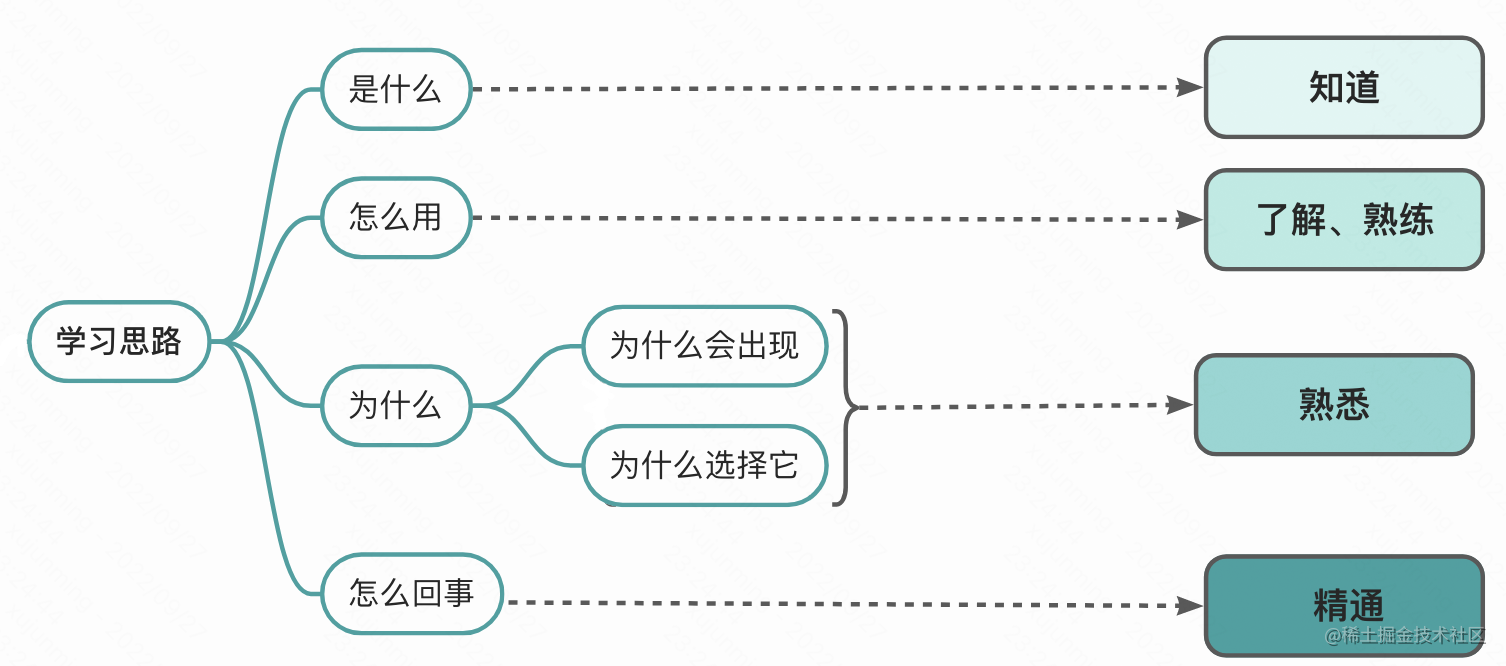 是什么
知道
怎么用
了解、熟练
学习思路
为什么
为什么会出现
为什么选择它
熟悉
怎么回事
精通
@稀土掘金技术社区